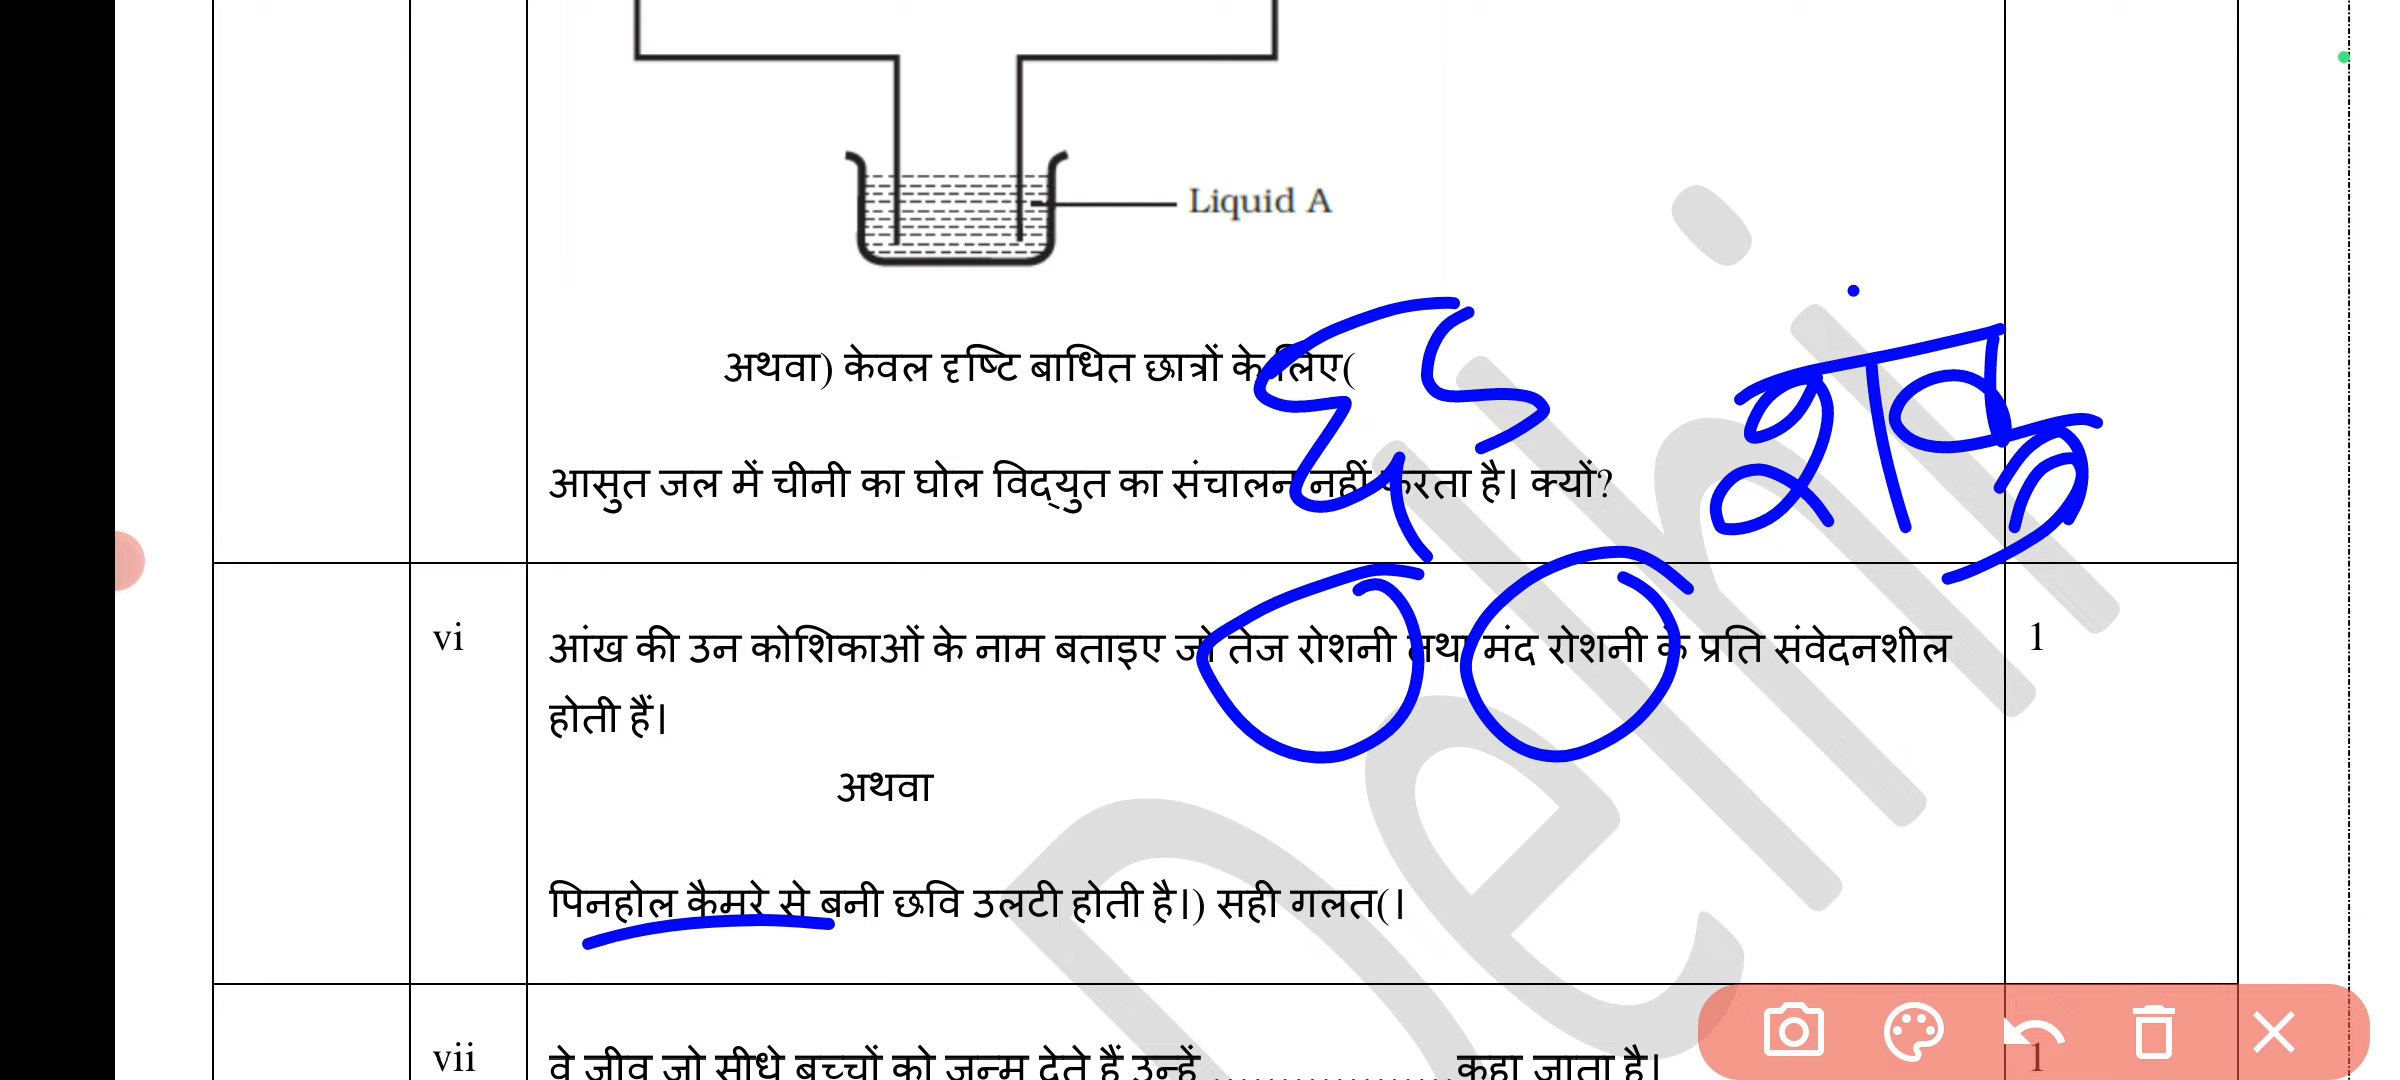 Liquid A
अथवा) केवल दृष्टि बाधित छात्रों के लिए(
आसुत जल में चीनी का घोल विद्‌युत का संचालन नहीं करता है। क्यों?
vi
आंख की उन कोशिकाओं के नाम बताइए जो तेज रोशनी तथा मंद रोशनी के प्रति संवेदनशील
1
होती हैं।
अथवा
पिनहोल कैमरे से बनी छवि उलटी होती है।) सही गलत(।
vii
वे जीव जो सीधे बच्चों को जन्म देते हैं उन्हें ...................कहा जाता है।
1
Delhi